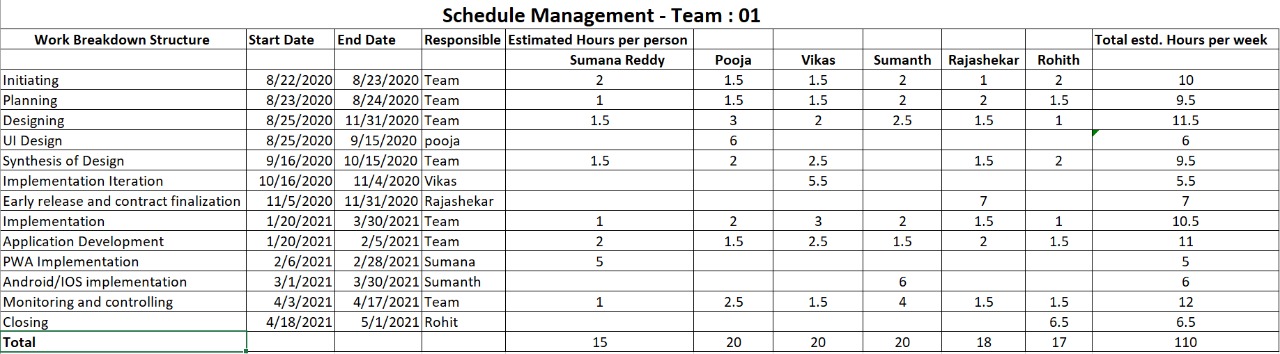 Schedule Management - Team : 01
Work Breakdown Structure Start Date End Date Responsible Estimated Hours per person Total estd. Hours per week
Sumana Reddy Pooja Vikas Sumanth Rajashekar Rohith
Initiating 8/22/2020 8/23/2020 Team 2 1.5 1.5 2 1 2 10
Planning 8/23/2020 8/24/2020 Team 1 1.5 1.5 2 2 1.5 9.5
Designing 8/25/2020 11/31/2020 Team 1.5 3 2 2.5 1.5 1 11.5
UI Design 8/25/2020 9/15/2020 pooja 6 6
Synthesis of Design 9/16/2020 10/15/2020 Team 1.5 2 2.5 1.5 2 9.5
Implementation Iteration 10/16/2020 11/4/2020 Vikas 5.5 5.5
Early release and contract finalization 11/5/2020 11/31/2020 Rajashekar 7 7
Implementation 1/20/2021 3/30/2021 Team 1 2 3 2 1.5 1 10.5
Application Development 1/20/2021 2/5/2021 Team 2 1.5 2.5 1.5 2 1.5 11
PWA Implementation 2/6/2021 2/28/2021 Sumana 5 5
Android/IOS implementation 3/1/2021 3/30/2021 Sumanth 6 6
Monitoring and controlling 4/3/2021 4/17/2021 Team 1 2.5 1.5 4 1.5 1.5 12
Closing 4/18/2021 5/1/2021 Rohit 6.5 6.5
Total 15 20 20 20 18 17 110